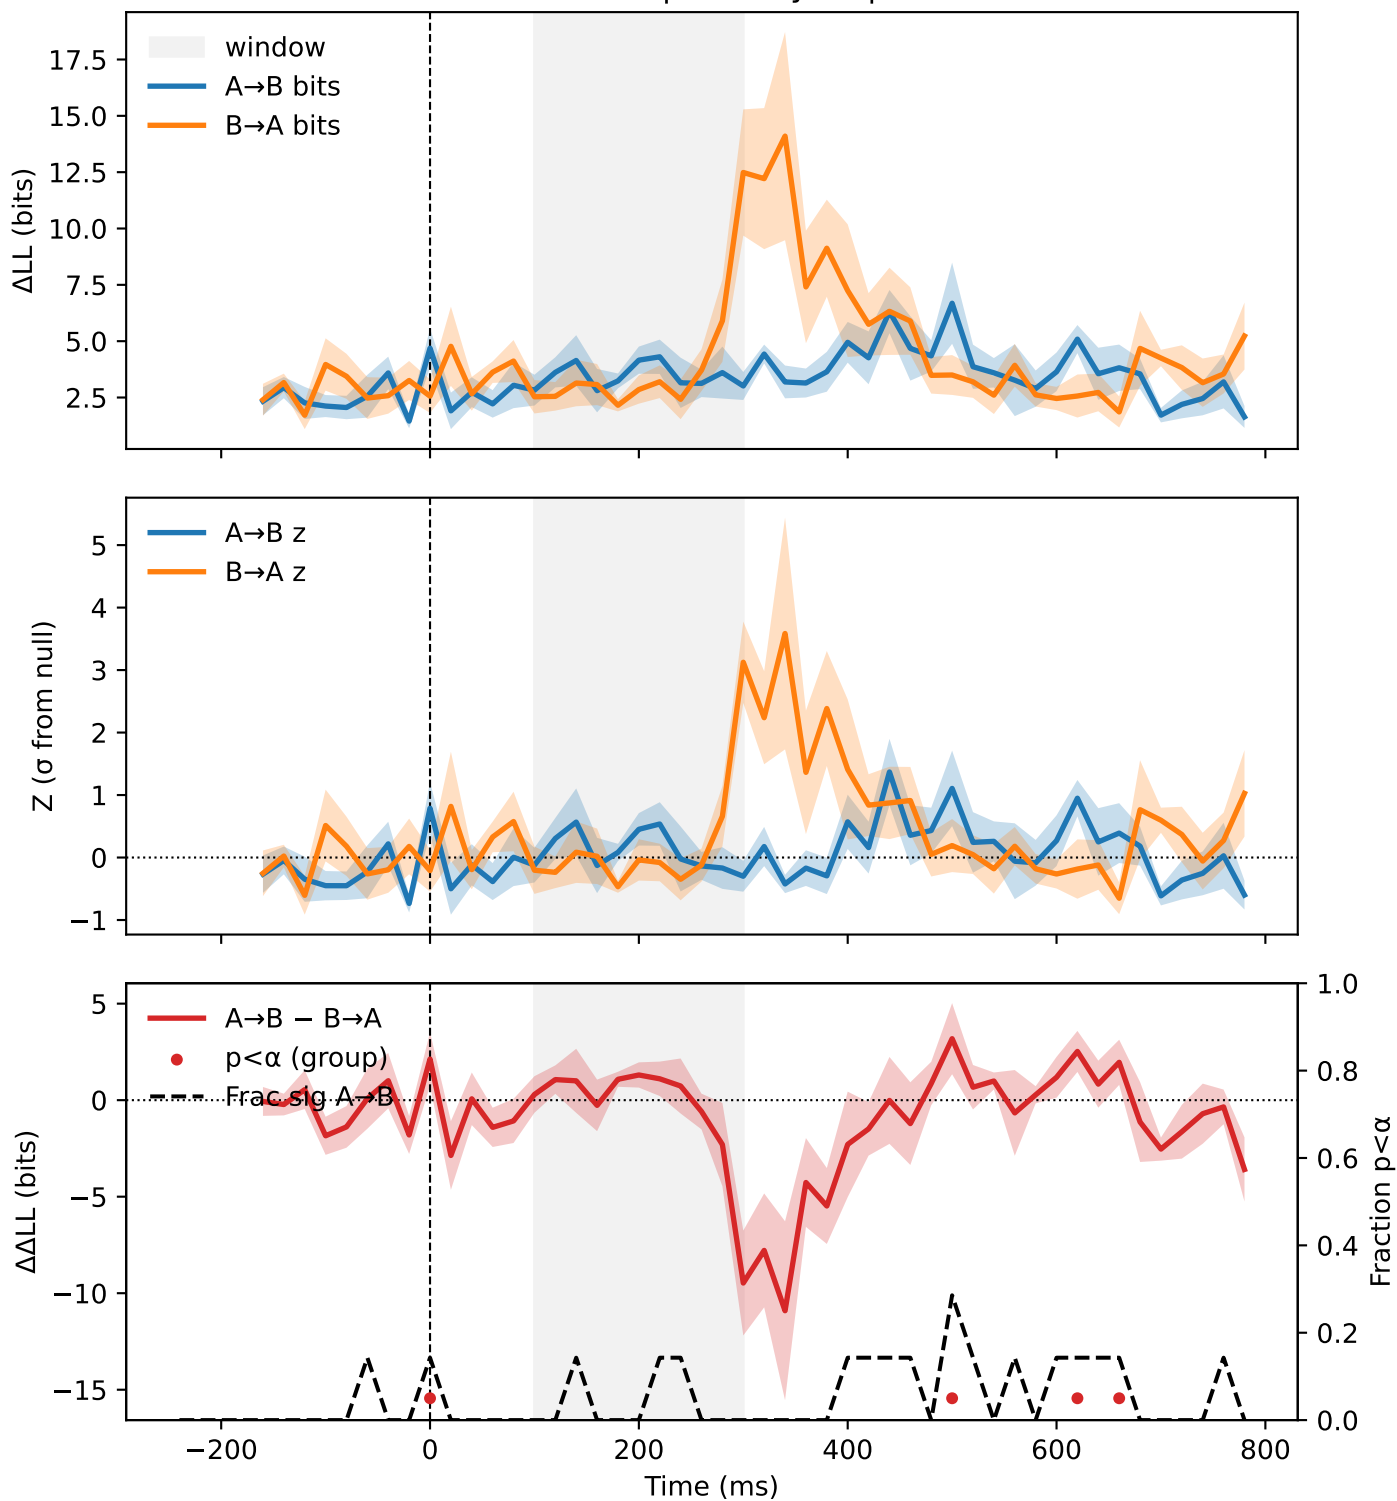 window
A→B bits
B→A bits
ΔLL (bits)
17.5
15.0
12.5
10.0
7.5
5.0
2.5
A→B z
B→A z
Z (σ from null)
5
4
3
2
1
0
−1
A→B − B→A
p<α (group)
Frac sig A→B
ΔΔLL (bits)
5
0
−5
−10
−15
1.0
0.8
0.6
0.4
0.2
0.0
Fraction p<α
−200
0
200
400
600
800
Time (ms)